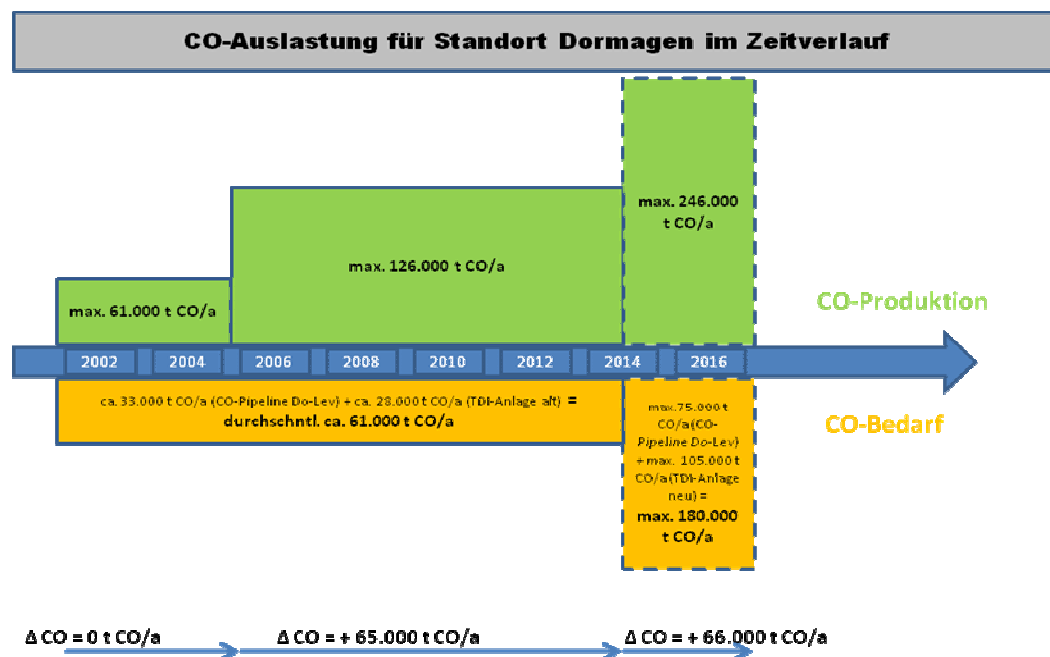 CO-Auslastung für Standort Dormagen im Zeitverlauf
max. 246.000
t CO/a
max. 126.000 t CO/a
max. 61.000 t CO/a
CO-Produktion
2002 2004 2006 2008 2010 2012 2014 2016
ca. 33.000 t CO/a (CO-Pipeline Do-Lev) + ca. 28.000 t CO/a (TDI-Anlage alt) =
durchschntl. ca. 61.000 t CO/a
max.75.000 t
CO/a (CO-
Pipeline Do-Lev)
+ max. 105.000 t
CO/a (TDI-Anlage
neu) =
max. 180.000
t CO/a
CO-Bedarf
Δ CO = 0 t CO/a
Δ CO = + 65.000 t CO/a
Δ CO = + 66.000 t CO/a